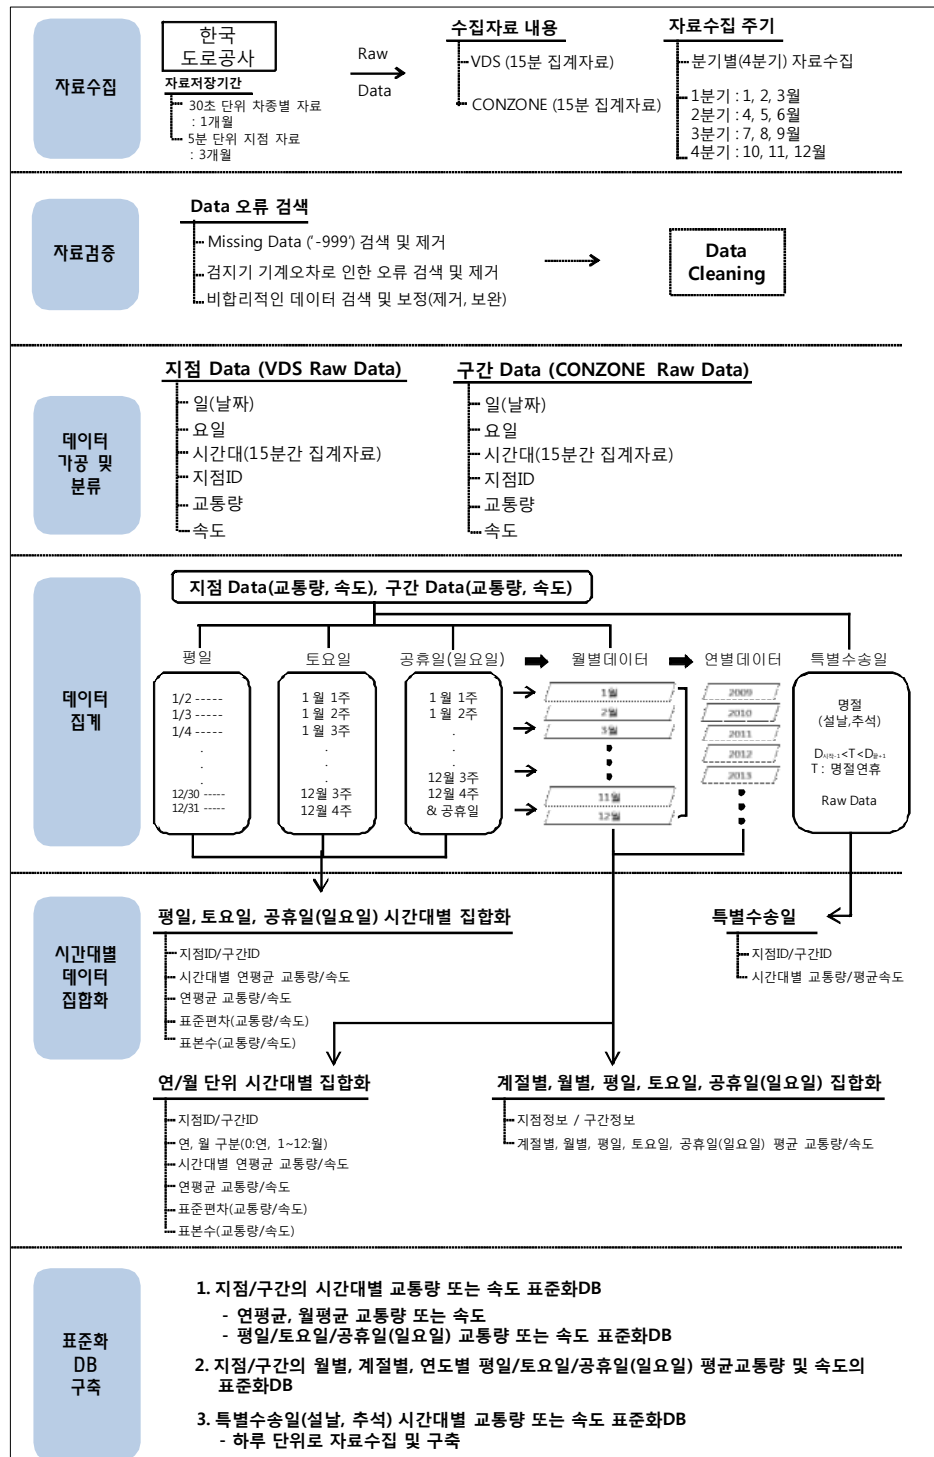 자료수집
한국
도로공사
자료저장기간
30초 단위 차종별 자료
: 1개월
5분 단위 지점 자료
: 3개월
Raw
Data
수집자료 내용
VDS (15분 집계자료)
CONZONE (15분 집계자료)
자료수집 주기
분기별(4분기) 자료수집
1분기 : 1, 2, 3월
2분기 : 4, 5, 6월
3분기 : 7, 8, 9월
4분기 : 10, 11, 12월
자료검증
Data 오류 검색
Missing Data ('-999') 검색 및 제거
검지기 기계오차로 인한 오류 검색 및 제거
비합리적인 데이터 검색 및 보정(제거, 보완)
Data
Cleaning
데이터
가공 및
분류
지점 Data (VDS Raw Data)
일(날짜)
요일
시간대(15분간 집계자료)
지점ID
교통량
속도
구간 Data (CONZONE Raw Data)
일(날짜)
요일
시간대(15분간 집계자료)
지점ID
교통량
속도
데이터
집계
지점 Data(교통량, 속도), 구간 Data(교통량, 속도)
평일
1/2 -----
1/3 -----
1/4 -----
.
.
.
12/30 -----
12/31 -----
토요일
1 월 1주
1 월 2주
1 월 3주
.
.
.
12월 3주
12월 4주
공휴일(일요일)
1 월 1주
1 월 2주
.
.
.
12월 3주
12월 4주
& 공휴일
월별데이터
1월
2월
3월
11월
12월
연별데이터
2009
2010
2011
2012
2013
특별수송일
명절
(설날,추석)
D시작-1<T<D끝+1
T : 명절연휴
Raw Data
시간대별
데이터
집합화
평일, 토요일, 공휴일(일요일) 시간대별 집합화
지점ID/구간ID
시간대별 연평균 교통량/속도
연평균 교통량/속도
표준편차(교통량/속도)
표본수(교통량/속도)
특별수송일
지점ID/구간ID
시간대별 교통량/평균속도
연/월 단위 시간대별 집합화
지점ID/구간ID
연, 월 구분(0:연, 1~12:월)
시간대별 연평균 교통량/속도
연평균 교통량/속도
표준편차(교통량/속도)
표본수(교통량/속도)
계절별, 월별, 평일, 토요일, 공휴일(일요일) 집합화
지점정보 / 구간정보
계절별, 월별, 평일, 토요일, 공휴일(일요일) 평균 교통량/속도
표준화
DB
구축
1. 지점/구간의 시간대별 교통량 또는 속도 표준화DB
- 연평균, 월평균 교통량 또는 속도
- 평일/토요일/공휴일(일요일) 교통량 또는 속도 표준화DB
2. 지점/구간의 월별, 계절별, 연도별 평일/토요일/공휴일(일요일) 평균교통량 및 속도의
표준화DB
3. 특별수송일(설날, 추석) 시간대별 교통량 또는 속도 표준화DB
- 하루 단위로 자료수집 및 구축